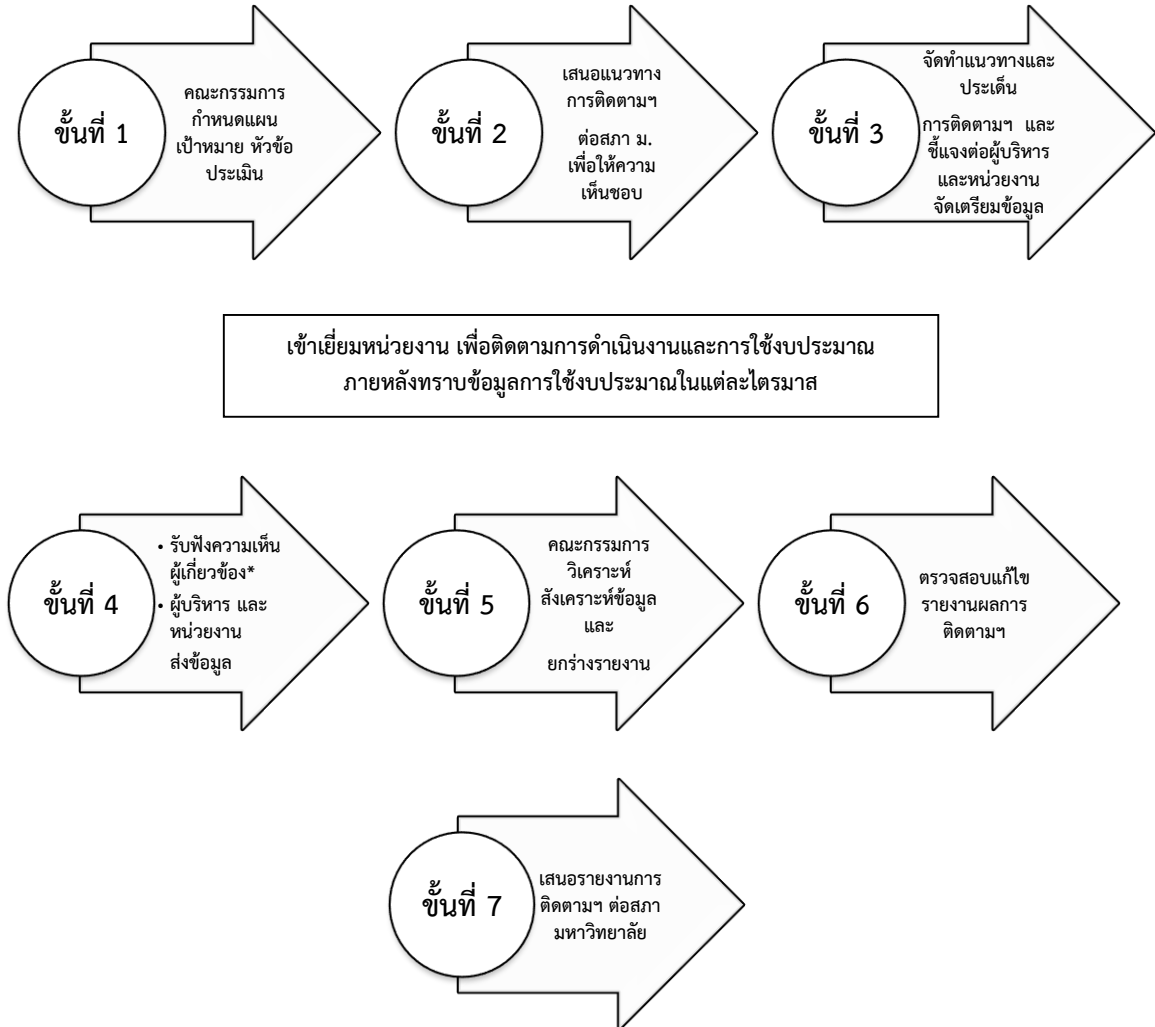 ขั้นที่ 1
คณะกรรมการ
กำหนดแผน
เป้าหมาย หัวข้อ
ประเมิน
ขั้นที่ 2
เสนอแนวทาง
การติดตามฯ
ต่อสภา ม.
เพื่อให้ความ
เห็นชอบ
ขั้นที่ 3
จัดทำแนวทางและ
ประเด็น
การติดตามฯ และ
ชี้แจงต่อผู้บริหาร
และหน่วยงาน
จัดเตรียมข้อมูล
เข้าเยี่ยมหน่วยงาน เพื่อติดตามการดำเนินงานและการใช้งบประมาณ
ภายหลังทราบข้อมูลการใช้งบประมาณในแต่ละไตรมาส
ขั้นที่ 4
• รับฟังความเห็น
ผู้เกี่ยวข้อง*
• ผู้บริหาร และ
หน่วยงาน
ส่งข้อมูล
ขั้นที่ 5
คณะกรรมการ
วิเคราะห์
สังเคราะห์ข้อมูล
และ
ยกร่างรายงาน
ขั้นที่ 6
ตรวจสอบแก้ไข
รายงานผลการ
ติดตามฯ
ขั้นที่ 7
เสนอรายงานการ
ติดตามฯ ต่อสภา
มหาวิทยาลัย